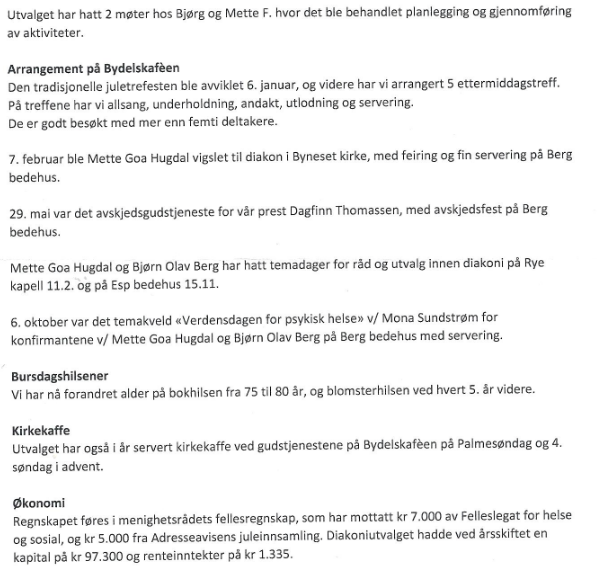 Utvalget har hatt 2 møter hos Bjørg og Mette F. hvor det ble behandlet planlegging og gjennomføring
av aktiviteter.
Arrangement på Bydelskafèen
Den tradisjonelle juletrefesten ble avviklet 6. januar, og videre har vi arrangert 5 ettermiddagstreff.
På treffene har vi allsang, underholdning, andakt, utlodning og servering.
De er godt besøkt med mer enn femti deltakere.
7. februar ble Mette Goa Hugdal vigslet til diakon i Byneset kirke, med feiring og fin servering på Berg
bedehus.
29. mai var det avskjedsgudstjeneste for vår prest Dagfinn Thomassen, med avskjedsfest på Berg
bedehus.
Mette Goa Hugdal og Bjørn Olav Berg har hatt temadager for råd og utvalg innen diakoni på Rye
kapell 11.2. og på Esp bedehus 15.11.
6. oktober var det temakveld «Verdensdagen for psykisk helse» v/ Mona Sundstrøm for
konfirmantene v/ Mette Goa Hugdal og Bjørn Olav Berg på Berg bedehus med servering.
Bursdagshilsener
Vi har nå forandret alder på bokhilsen fra 75 til 80 år, og blomsterhilsen ved hvert 5. år videre.
Kirkekaffe
Utvalget har også i år servert kirkekaffe ved gudstjenestene på Bydelskafèen på Palmesøndag og 4.
søndag i advent.
Økonomi
Regnskapet føres i menighetsrådets fellesregnskap, som har mottatt kr 7.000 av Felleslegat for helse
og sosial, og kr 5.000 fra Adresseavisens juleinnsamling. Diakoniutvalget hadde ved årsskiftet en
kapital på kr 97.300 og renteinntekter på kr 1.335.